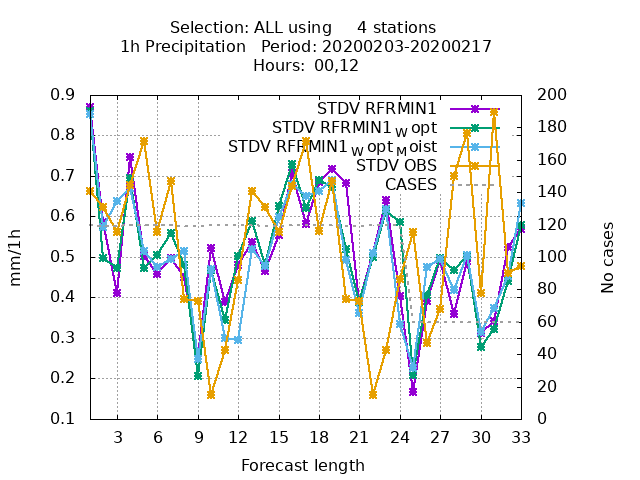 Selection: ALL using     4 stations
1h Precipitation   Period: 20200203-20200217
Hours: 00,12
STDV RFRMIN1
STDV RFRMIN1_W opt
STDV RFRMIN1_W opt_M oist
STDV OBS
CASES
mm/1h
0.9
0.8
0.7
0.6
0.5
0.4
0.3
0.2
0.1
No cases
200
180
160
140
120
100
80
60
40
20
0
3 6 9 12 15 18 21 24 27 30 33
Forecast length